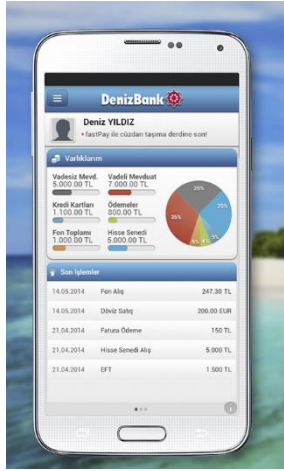 DenizBank
Deniz YILDIZ
• fastPay ile cüzdan taşıma derdine son!
Varlıklarım
Vadesiz Mevd. Vadeli Mevduat
5.000.00 TL 7.000.00 TL
Kredi Kartları Ödemeler
1.100.00 TL 800.00 TL
Fon Toplamı Hisse Senedi
1.000.00 TL 5.000.00 TL
25%
25%
35%
5% 4% 5%
Son İşlemler
14.05.2014 Fon Alış 247.30 TL
14.05.2014 Döviz Satış 200.00 EUR
21.04.2014 Fatura Ödeme 150 TL
21.04.2014 Hisse Senedi Alış 5.000 TL
21.04.2014 EFT 1.500 TL